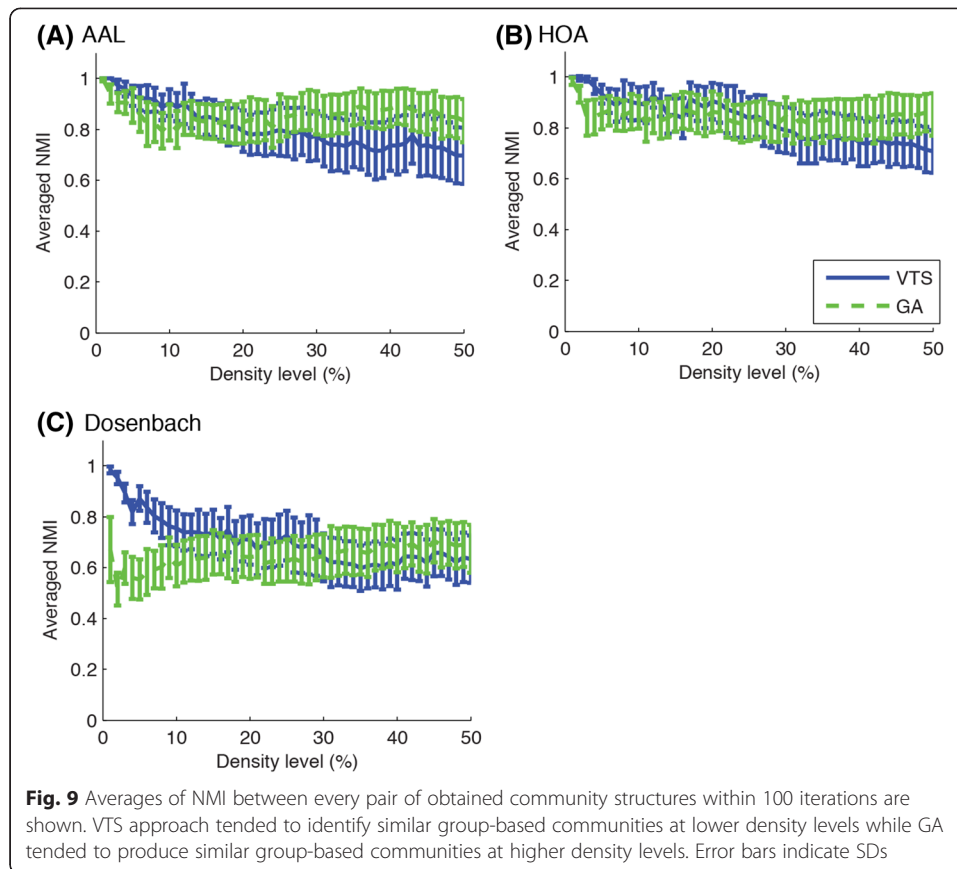 (A) AAL
Averaged NMI
1
0.8
0.6
0.4
0.2
0
0 10 20 30 40 50
Density level (%)
(B) HOA
Averaged NMI
1
0.8
0.6
0.4
0.2
0
0 10 20 30 40 50
Density level (%)
VTS
GA
(C) Dosenbach
Averaged NMI
1
0.8
0.6
0.4
0.2
0
0 10 20 30 40 50
Density level (%)
Fig. 9 Averages of NMI between every pair of obtained community structures within 100 iterations are
shown. VTS approach tended to identify similar group-based communities at lower density levels while GA
tended to produce similar group-based communities at higher density levels. Error bars indicate SDs